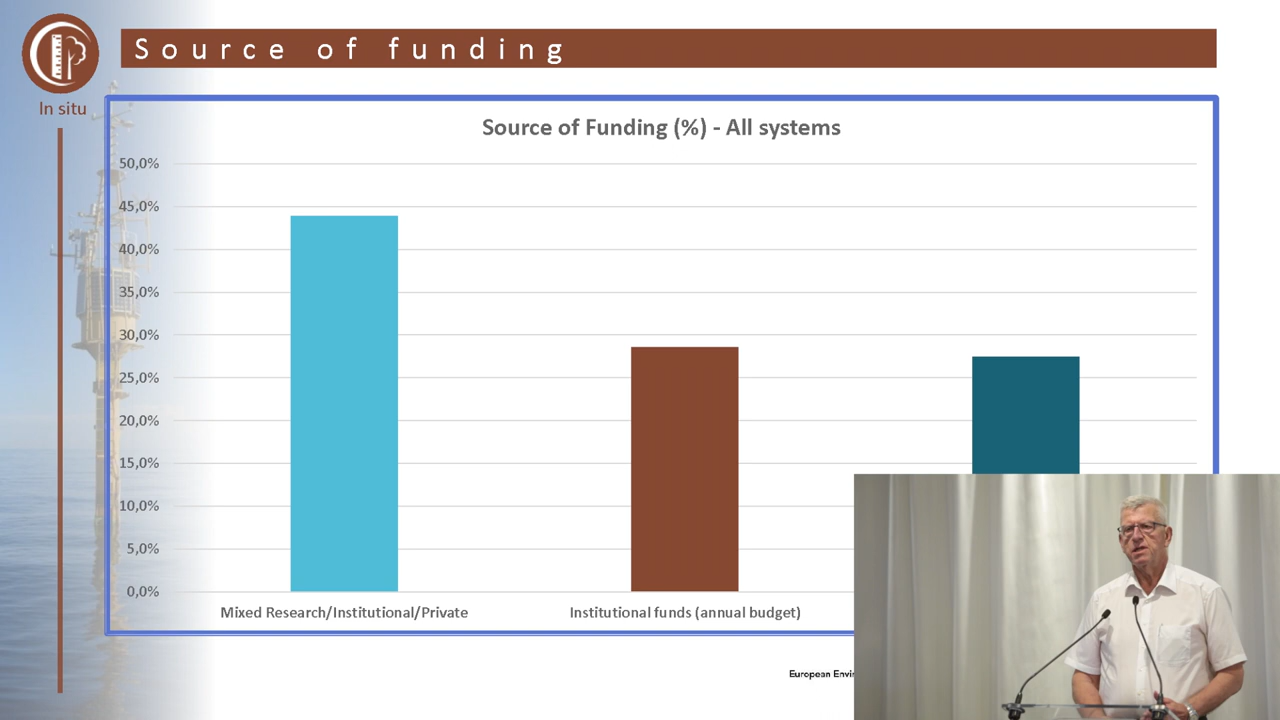 Source of funding
In situ
Source of Funding (%) - All systems
50,0%
45,0%
40,0%
35,0%
30,0%
25,0%
20,0%
15,0%
10,0%
5,0%
0,0%
Mixed Research/Institutional/Private
Institutional funds (annual budget)
European